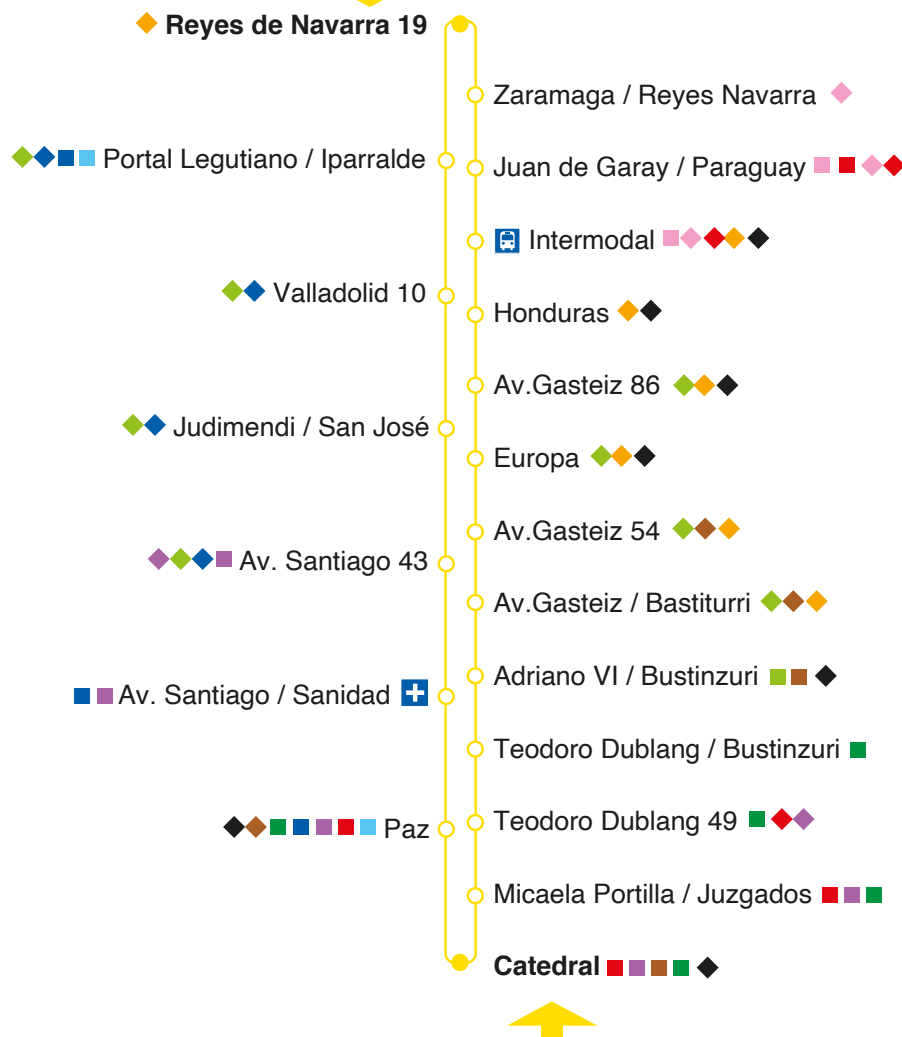 Reyes de Navarra 19
Zaramaga / Reyes Navarra
Portal Legutiano / Iparralde
Juan de Garay / Paraguay
Intermodal
Valladolid 10
Honduras
Av.Gasteiz 86
Judimendi / San José
Europa
Av.Gasteiz 54
Av. Santiago 43
Av.Gasteiz / Bastiturri
Adriano VI / Bustinzuri
Av. Santiago / Sanidad
Teodoro Dublang / Bustinzuri
Teodoro Dublang 49
Paz
Micaela Portilla / Juzgados
Catedral